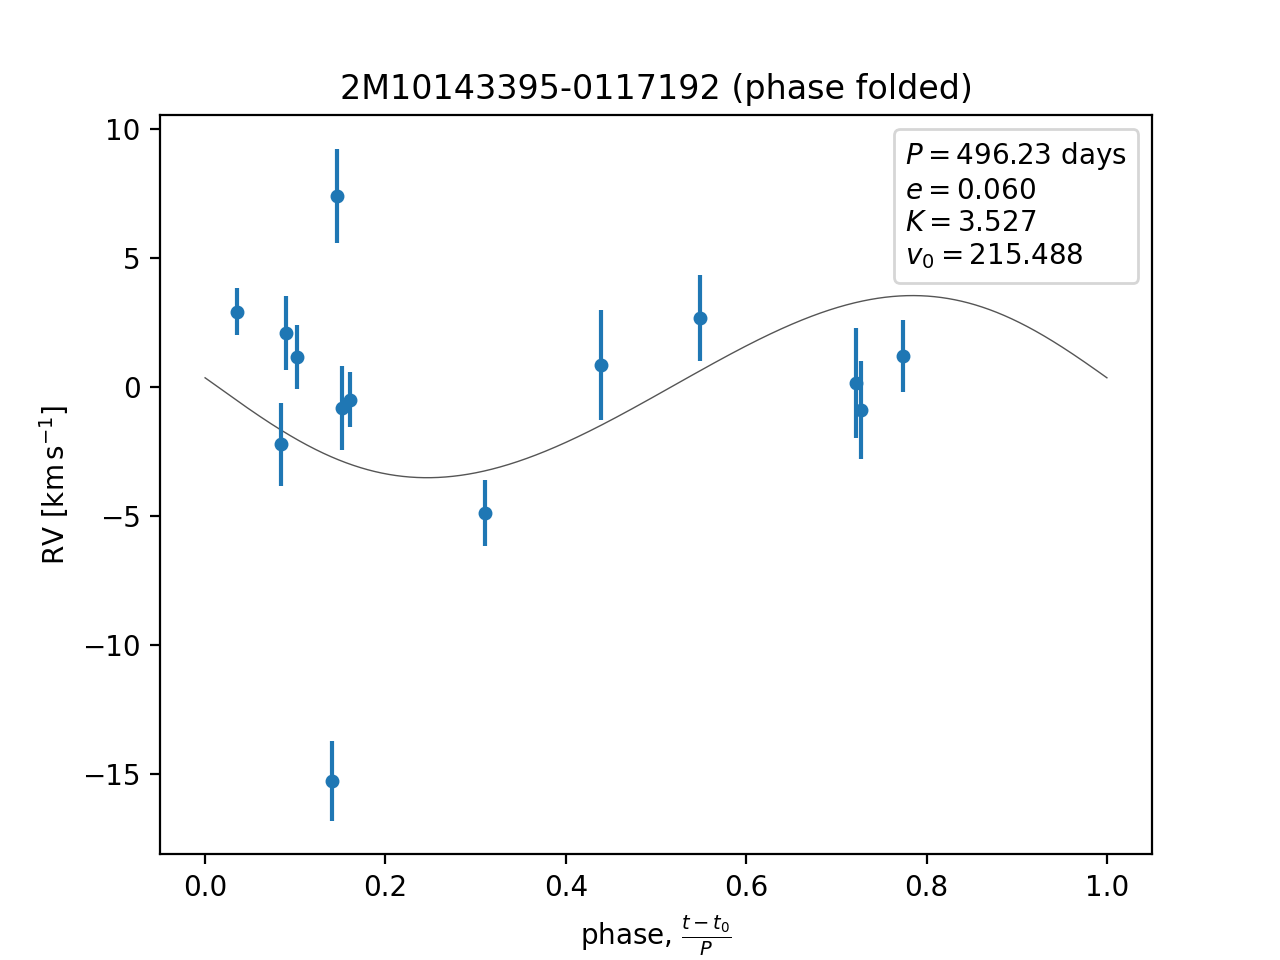 2M10143395-0117192 (phase folded)
P = 496.23 days
e = 0.060
K = 3.527
v₀ = 215.488
10
5
0
−5
−10
−15
RV [km s⁻¹]
0.0 0.2 0.4 0.6 0.8 1.0
phase, (t − t₀)/P